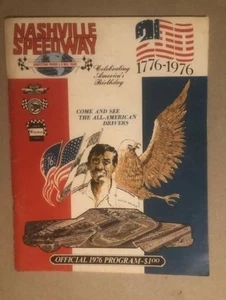 NASHVILLE
SPEEDWAY
1776-1976
Celebrating
America's
Birthday
COME AND SEE
THE ALL-AMERICAN
DRIVERS
OFFICIAL 1976 PROGRAM-$1.00